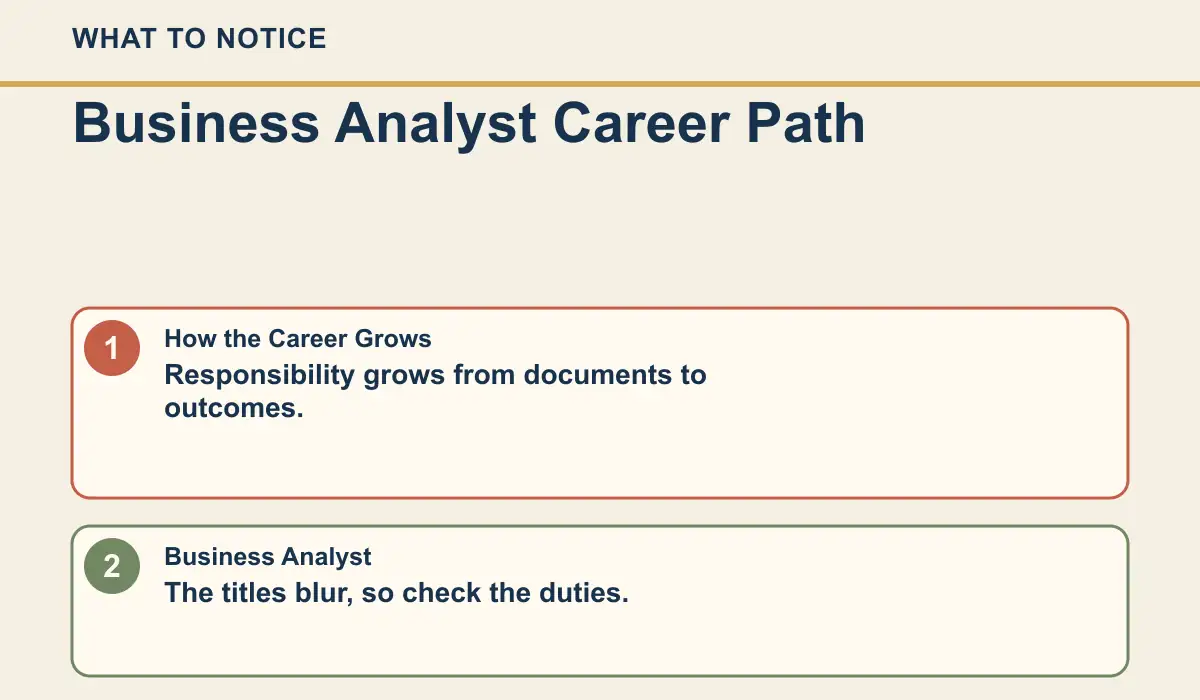 WHAT TO NOTICE
Business Analyst Career Path
1
How the Career Grows
Responsibility grows from documents to
outcomes.
2
Business Analyst
The titles blur, so check the duties.